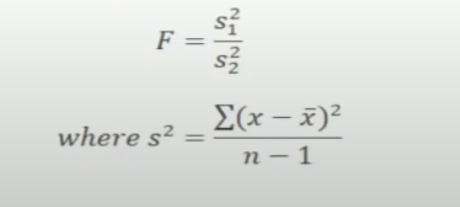 F = s₁² / s₂²
where s² = ∑(x − x̄)² / n − 1